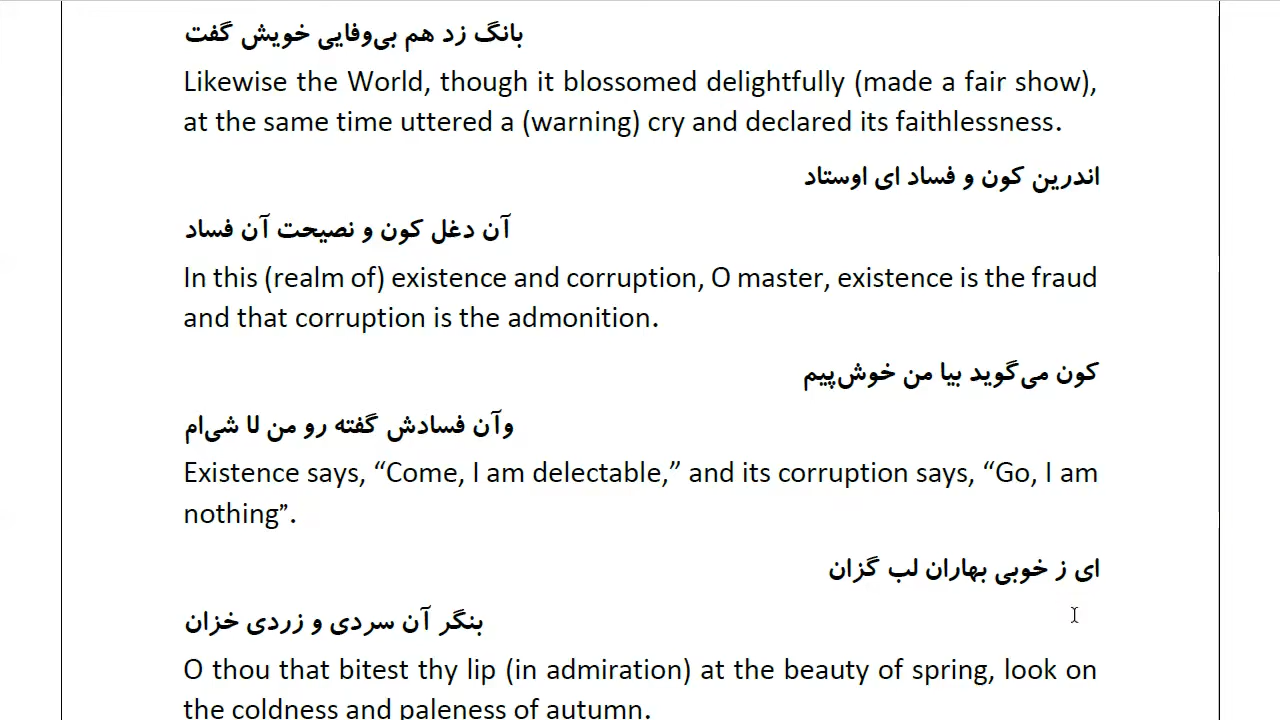 بانگ زد هم بی‌وفایی خویش گفت
Likewise the World, though it blossomed delightfully (made a fair show),
at the same time uttered a (warning) cry and declared its faithlessness.
اندرین کون و فساد ای اوستاد
آن دغل کون و نصیحت آن فساد
In this (realm of) existence and corruption, O master, existence is the fraud
and that corruption is the admonition.
کون می‌گوید بیا من خوش‌پیم
وآن فسادش گفته رو من لا شی‌ام
Existence says, “Come, I am delectable,” and its corruption says, “Go, I am
nothing”.
ای ز خوبی بهاران لب گزان
بنگر آن سردی و زردی خزان
O thou that bitest thy lip (in admiration) at the beauty of spring, look on
the coldness and paleness of autumn.